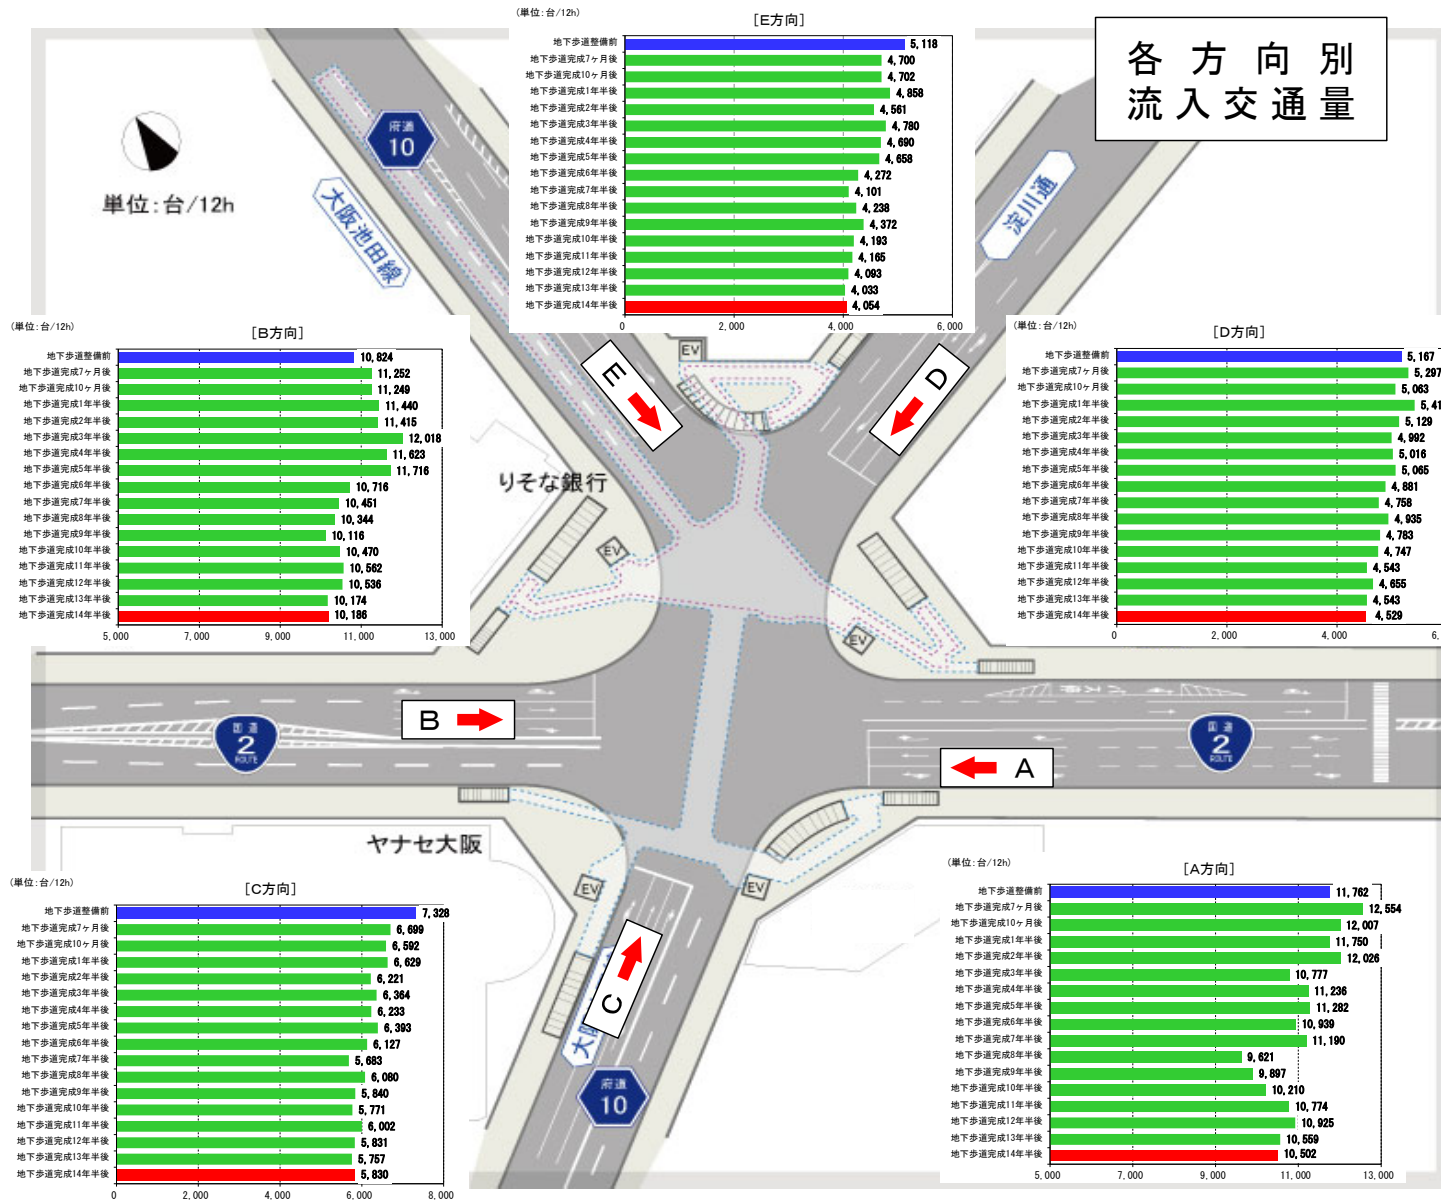 各方向別
流入交通量
単位:台/12h
府道
10
大阪池田線
淀川通
(単位:台/12h)
[E方向]
地下歩道整備前 5,118
地下歩道完成7ヶ月後 4,700
地下歩道完成10ヶ月後 4,702
地下歩道完成1年半後 4,858
地下歩道完成2年半後 4,561
地下歩道完成3年半後 4,780
地下歩道完成4年半後 4,690
地下歩道完成5年半後 4,658
地下歩道完成6年半後 4,272
地下歩道完成7年半後 4,101
地下歩道完成8年半後 4,238
地下歩道完成9年半後 4,372
地下歩道完成10年半後 4,193
地下歩道完成11年半後 4,165
地下歩道完成12年半後 4,093
地下歩道完成13年半後 4,033
地下歩道完成14年半後 4,054
0 2,000 4,000 6,000
(単位:台/12h)
[B方向]
地下歩道整備前 10,824
地下歩道完成7ヶ月後 11,252
地下歩道完成10ヶ月後 11,249
地下歩道完成1年半後 11,440
地下歩道完成2年半後 11,415
地下歩道完成3年半後 12,018
地下歩道完成4年半後 11,623
地下歩道完成5年半後 11,716
地下歩道完成6年半後 10,716
地下歩道完成7年半後 10,451
地下歩道完成8年半後 10,344
地下歩道完成9年半後 10,116
地下歩道完成10年半後 10,470
地下歩道完成11年半後 10,562
地下歩道完成12年半後 10,536
地下歩道完成13年半後 10,174
地下歩道完成14年半後 10,186
5,000 7,000 9,000 11,000 13,000
(単位:台/12h)
[D方向]
地下歩道整備前 5,167
地下歩道完成7ヶ月後 5,297
地下歩道完成10ヶ月後 5,063
地下歩道完成1年半後 5,41
地下歩道完成2年半後 5,129
地下歩道完成3年半後 4,992
地下歩道完成4年半後 5,016
地下歩道完成5年半後 5,065
地下歩道完成6年半後 4,881
地下歩道完成7年半後 4,758
地下歩道完成8年半後 4,935
地下歩道完成9年半後 4,783
地下歩道完成10年半後 4,747
地下歩道完成11年半後 4,543
地下歩道完成12年半後 4,655
地下歩道完成13年半後 4,543
地下歩道完成14年半後 4,529
0 2,000 4,000 6,
E
D
EV
りそな銀行
EV
EV
B
国道
2
ROUTE
A
国道
2
ROUTE
ヤナセ大阪
EV
EV
C
大阪
府道
10
(単位:台/12h)
[C方向]
地下歩道整備前 7,328
地下歩道完成7ヶ月後 6,699
地下歩道完成10ヶ月後 6,592
地下歩道完成1年半後 6,629
地下歩道完成2年半後 6,221
地下歩道完成3年半後 6,364
地下歩道完成4年半後 6,233
地下歩道完成5年半後 6,393
地下歩道完成6年半後 6,127
地下歩道完成7年半後 5,683
地下歩道完成8年半後 6,080
地下歩道完成9年半後 5,840
地下歩道完成10年半後 5,771
地下歩道完成11年半後 6,002
地下歩道完成12年半後 5,831
地下歩道完成13年半後 5,757
地下歩道完成14年半後 5,830
0 2,000 4,000 6,000 8,000
(単位:台/12h)
[A方向]
地下歩道整備前 11,762
地下歩道完成7ヶ月後 12,554
地下歩道完成10ヶ月後 12,007
地下歩道完成1年半後 11,750
地下歩道完成2年半後 12,026
地下歩道完成3年半後 10,777
地下歩道完成4年半後 11,236
地下歩道完成5年半後 11,282
地下歩道完成6年半後 10,939
地下歩道完成7年半後 11,190
地下歩道完成8年半後 9,621
地下歩道完成9年半後 9,897
地下歩道完成10年半後 10,210
地下歩道完成11年半後 10,774
地下歩道完成12年半後 10,925
地下歩道完成13年半後 10,559
地下歩道完成14年半後 10,502
5,000 7,000 9,000 11,000 13,000